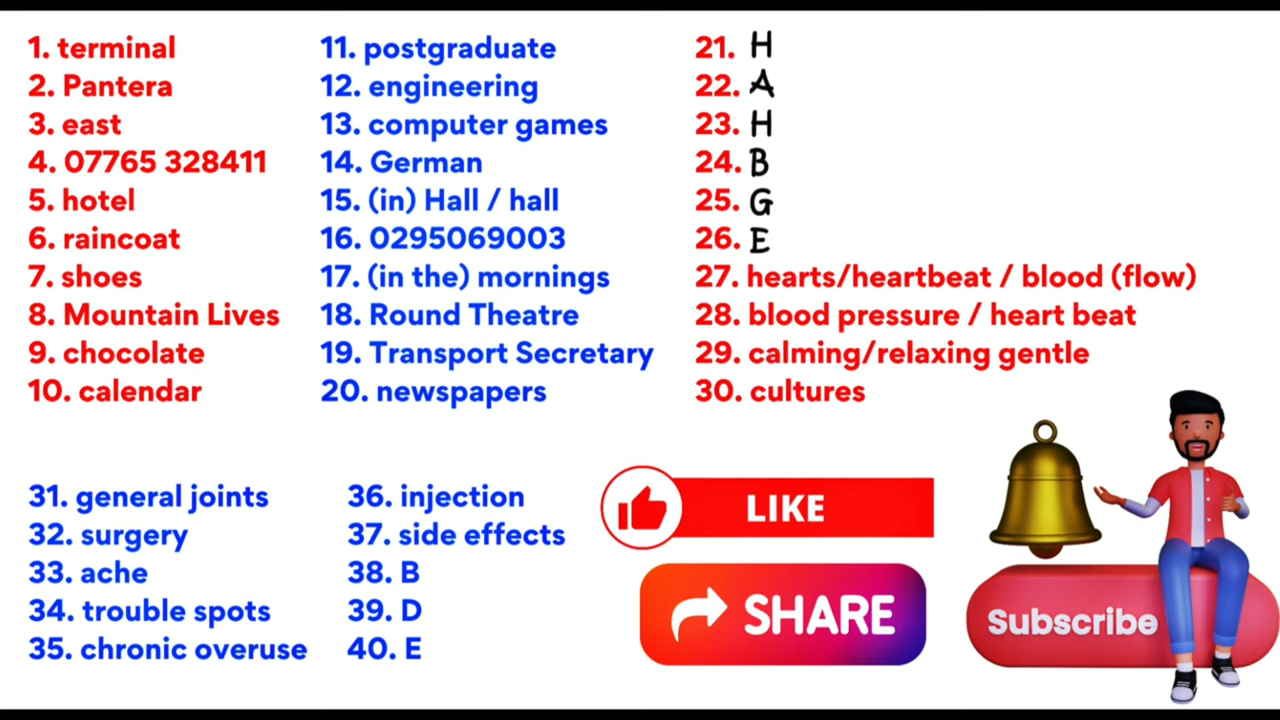 1. terminal
2. Pantera
3. east
4. 07765 328411
5. hotel
6. raincoat
7. shoes
8. Mountain Lives
9. chocolate
10. calendar
11. postgraduate
12. engineering
13. computer games
14. German
15. (in) Hall / hall
16. 0295069003
17. (in the) mornings
18. Round Theatre
19. Transport Secretary
20. newspapers
21. H
22. A
23. H
24. B
25. G
26. E
27. hearts/heartbeat / blood (flow)
28. blood pressure / heart beat
29. calming/relaxing gentle
30. cultures
31. general joints
32. surgery
33. ache
34. trouble spots
35. chronic overuse
36. injection
37. side effects
38. B
39. D
40. E
LIKE
SHARE
Subscribe